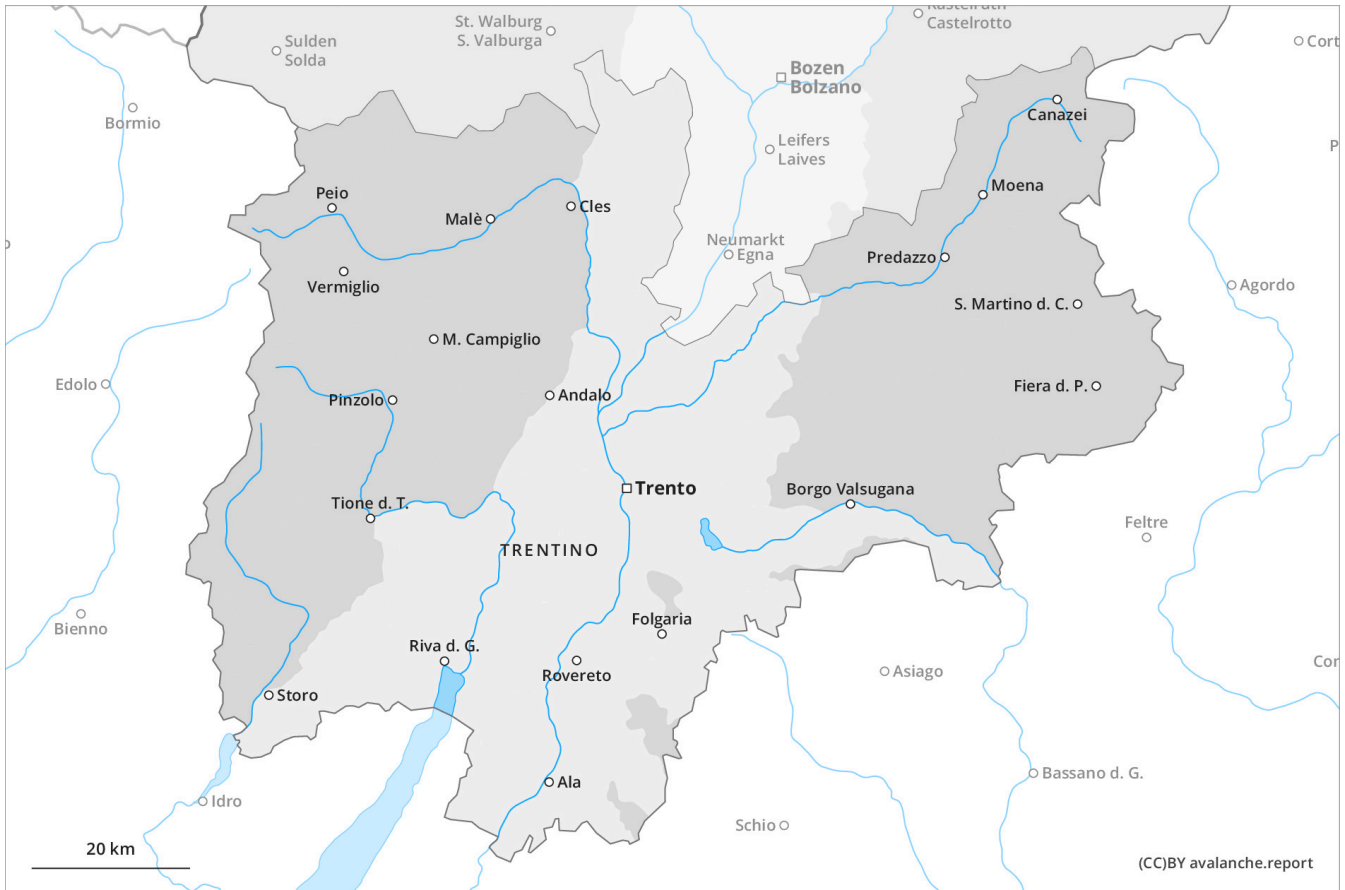 Kastelruth
Castelrotto
St. Walburg
S. Valburga
Sulden
Solda
Cort
Bozen
Bolzano
Bormio
Canazei
Leifers
Laives
P
Moena
Peio
Malè
Cles
Neumarkt
Egna
Predazzo
Vermiglio
Agordo
S. Martino d. C.
M. Campiglio
Edolo
Fiera d. P.
Pinzolo
Andalo
Trento
Borgo Valsugana
Tione d. T.
Feltre
TRENTINO
Bienno
Folgaria
Riva d. G.
Rovereto
Asiago
Cor
Storo
Bassano d. G.
Ala
Idro
Schio
20 km
(CC)BY avalanche.report